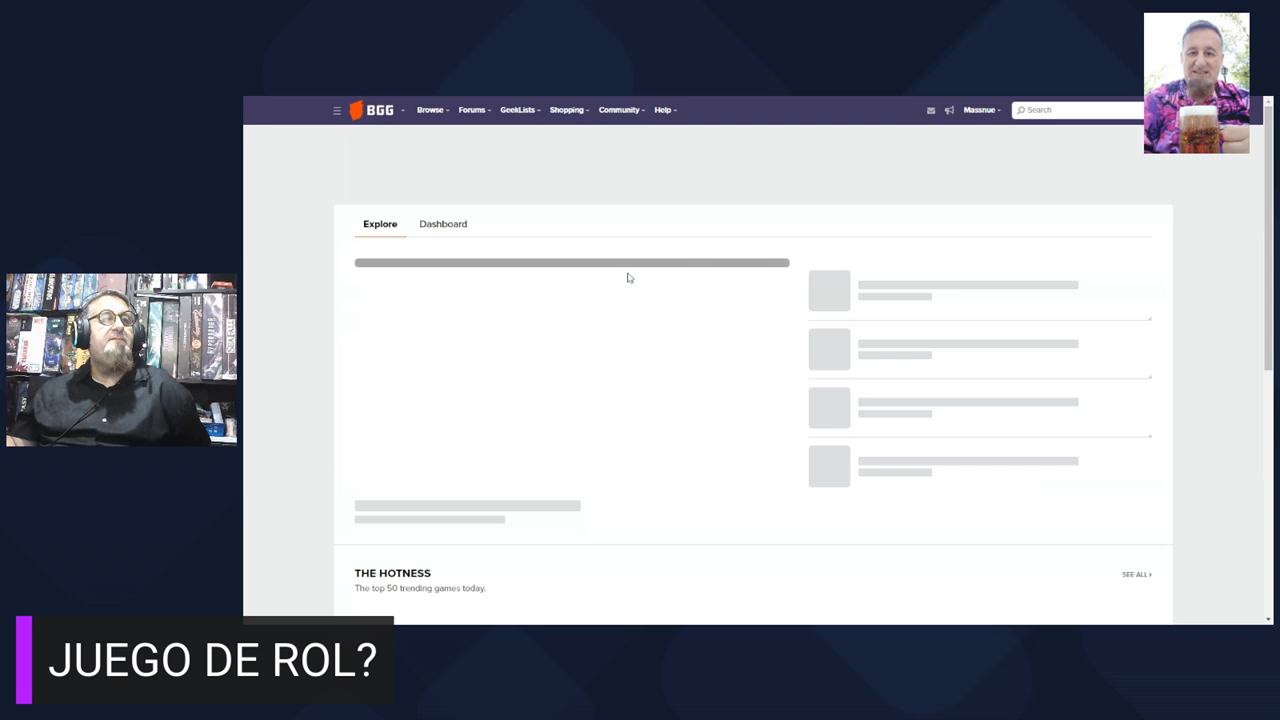 BGG Browse Forums GeekLists Shopping Community Help Massnue Search
Explore Dashboard
THE HOTNESS
SEE ALL ›
The top 50 trending games today.
JUEGO DE ROL?